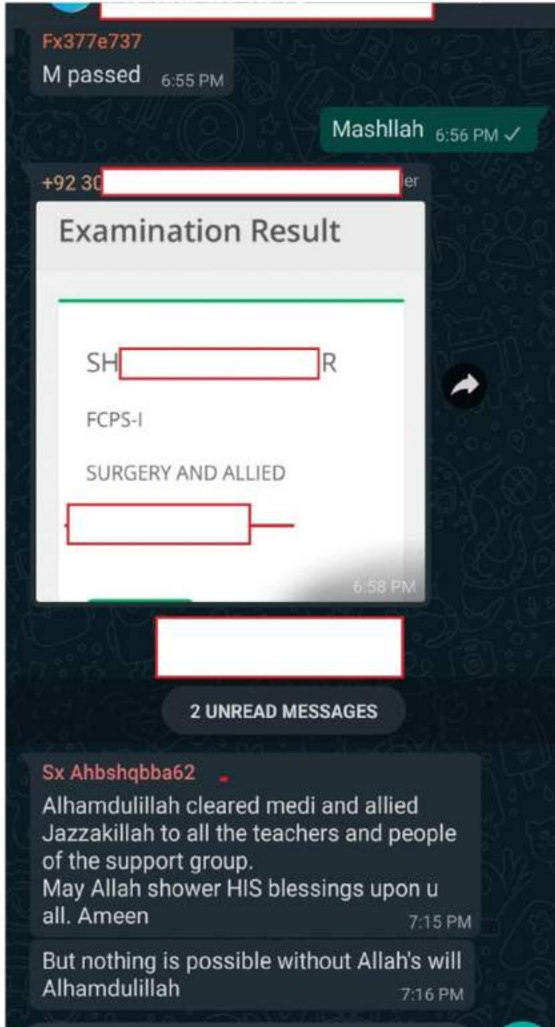 Fx377e737
M passed 6:55 PM
Mashllah 6:56 PM
+92 30 er
Examination Result
SH R
FCPS-I
SURGERY AND ALLIED
6:58 PM
2 UNREAD MESSAGES
Sx Ahbshqbba62
Alhamdulillah cleared medi and allied
Jazzakillah to all the teachers and people
of the support group.
May Allah shower HIS blessings upon u
all. Ameen
7:15 PM
But nothing is possible without Allah's will
Alhamdulillah
7:16 PM